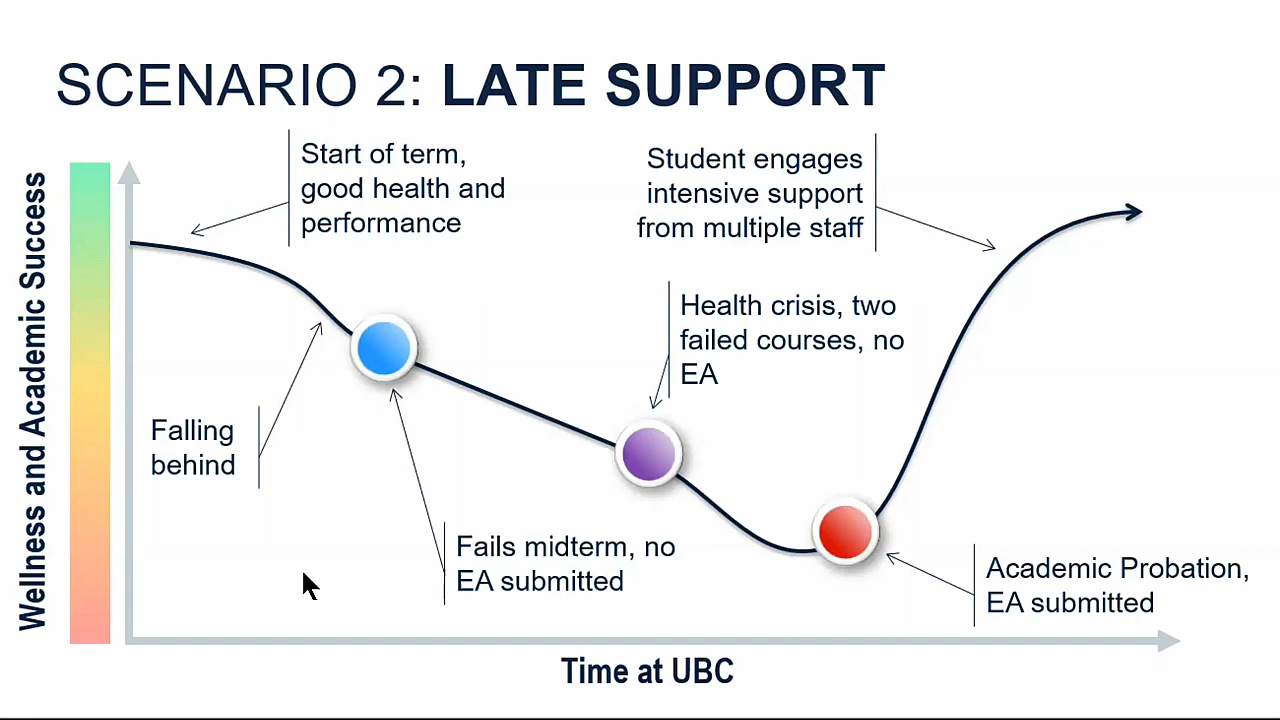 SCENARIO 2: LATE SUPPORT
Start of term,
good health and
performance
Student engages
intensive support
from multiple staff
Health crisis, two
failed courses, no
EA
Falling
behind
Fails midterm, no
EA submitted
Academic Probation,
EA submitted
Wellness and Academic Success
Time at UBC